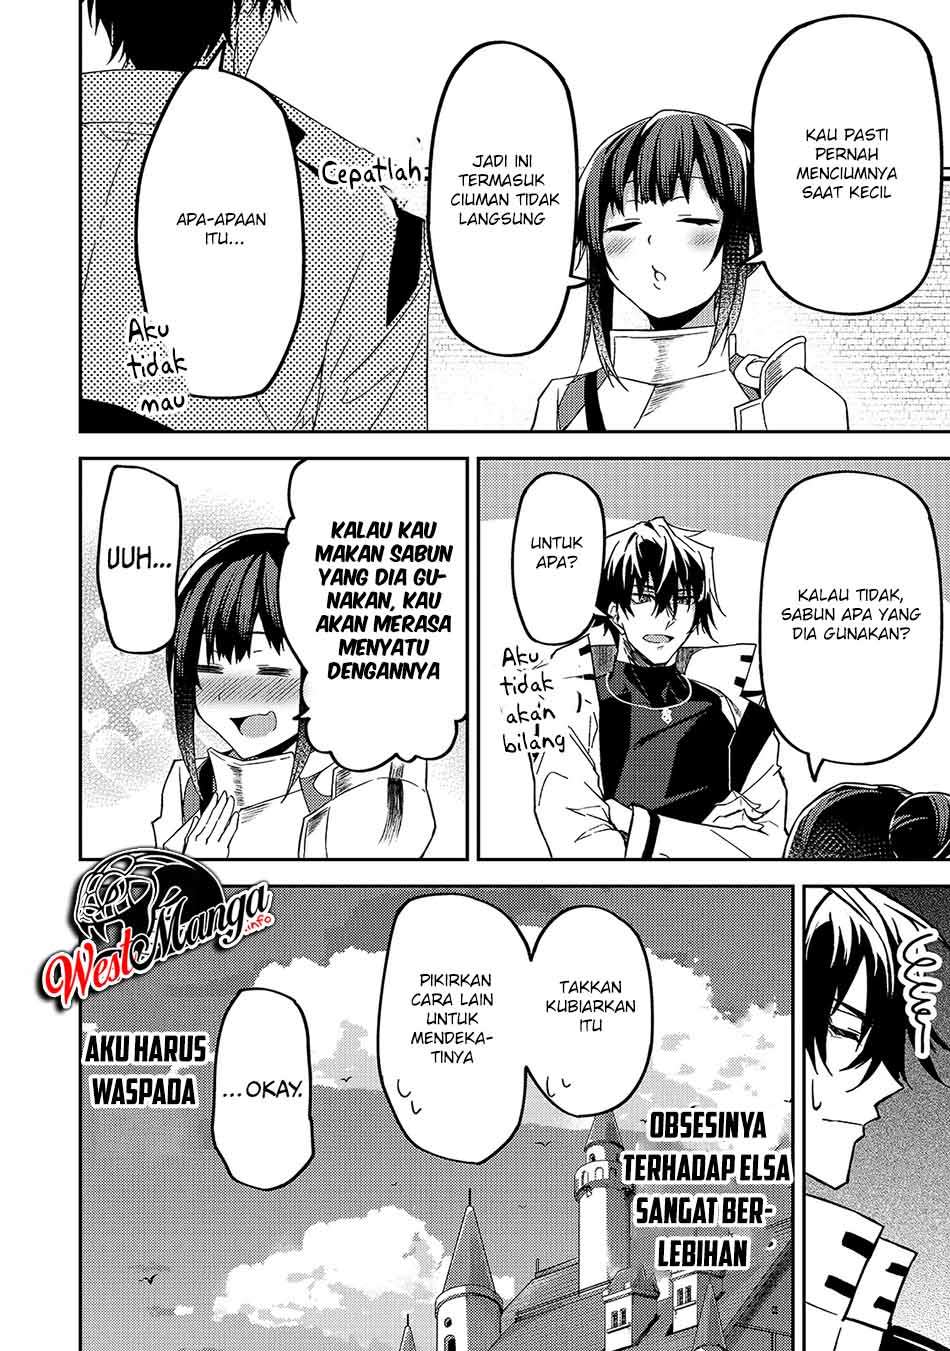 KAU PASTI
PERNAH
MENCIUMNYA
SAAT KECIL
JADI INI
TERMASUK
CIUMAN TIDAK
LANGSUNG
Cepatlah
APA-APAAN
ITU...
Aku
tidak
mau
KALAU TIDAK,
SABUN APA YANG
DIA GUNAKAN?
UNTUK
APA?
Aku
tidak
akan
bilang
KALAU KAU
MAKAN SABUN
YANG DIA GU-
NAKAN, KAU
AKAN MERASA
MENYATU
DENGANNYA
UUH...
OBSESINYA
TERHADAP ELSA
SANGAT BER-
LEBIHAN
TAKKAN
KUBIARKAN
ITU
PIKIRKAN
CARA LAIN
UNTUK
MENDEKA-
TINYA
...OKAY.
AKU HARUS
WASPADA
WestManga
.info